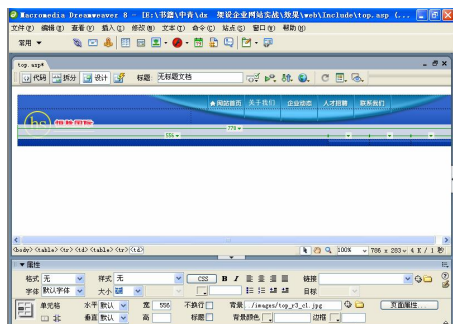 Macromedia Dreamweaver 8 - [E:\书籍\中青\dx 架设企业网站实战\效果\web\Include\top.asp (...
文件(F) 编辑(E) 查看(V) 插入(I) 修改(M) 文本(T) 命令(C) 站点(S) 窗口(W) 帮助(H)
常用
top.asp*
代码 拆分 设计 标题: 无标题文档
网站首页 关于我们 企业动态 人才招聘 联系我们
hs
556 778
<body> <table> <tr> <td> <table> <tr> <td> 100% 786 x 283 4 K / 1 秒
属性
格式 无 样式 无 CSS B I 链接
字体 默认字体 大小 无 目标
单元格 水平 默认 宽 556 不换行 背景 ../images/top_r3_c1.jpg 页面属性...
垂直 默认 高 标题 背景颜色 边框